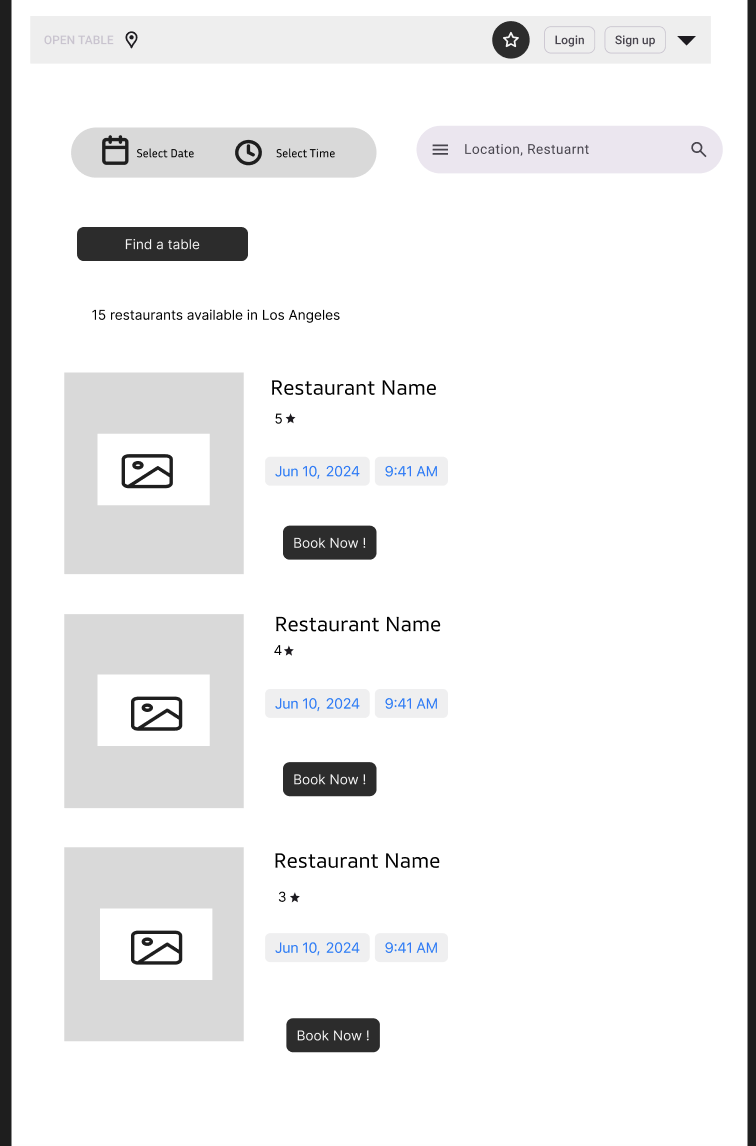 OPEN TABLE
Login
Sign up
Select Date
Select Time
Location, Restuarnt
Find a table
15 restaurants available in Los Angeles
Restaurant Name
5
Jun 10, 2024 9:41 AM
Book Now !
Restaurant Name
4
Jun 10, 2024 9:41 AM
Book Now !
Restaurant Name
3
Jun 10, 2024 9:41 AM
Book Now !